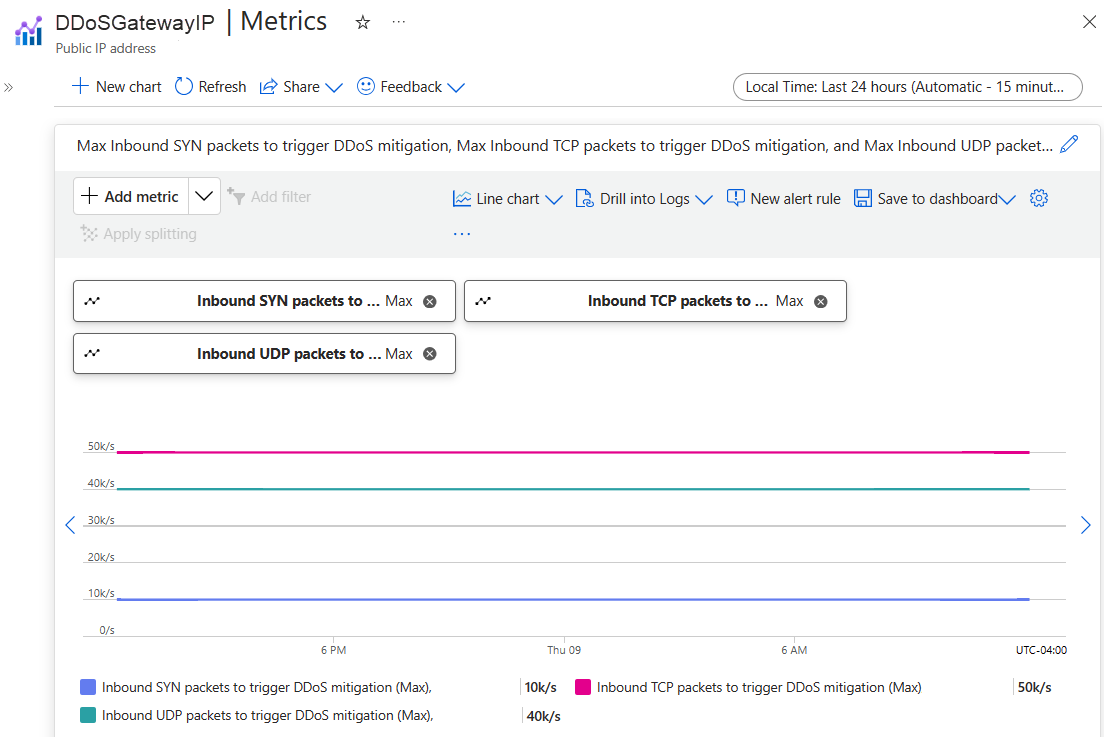 DDoSGatewayIP | Metrics
Public IP address
New chart Refresh Share Feedback Local Time: Last 24 hours (Automatic - 15 minut...
Max Inbound SYN packets to trigger DDoS mitigation, Max Inbound TCP packets to trigger DDoS mitigation, and Max Inbound UDP packet...
Add metric Add filter Line chart Drill into Logs New alert rule Save to dashboard
Apply splitting ...
Inbound SYN packets to ... Max Inbound TCP packets to ... Max
Inbound UDP packets to ... Max
50k/s
40k/s
30k/s
20k/s
10k/s
0/s
6 PM Thu 09 6 AM UTC-04:00
Inbound SYN packets to trigger DDoS mitigation (Max), 10k/s Inbound TCP packets to trigger DDoS mitigation (Max) 50k/s
Inbound UDP packets to trigger DDoS mitigation (Max), 40k/s